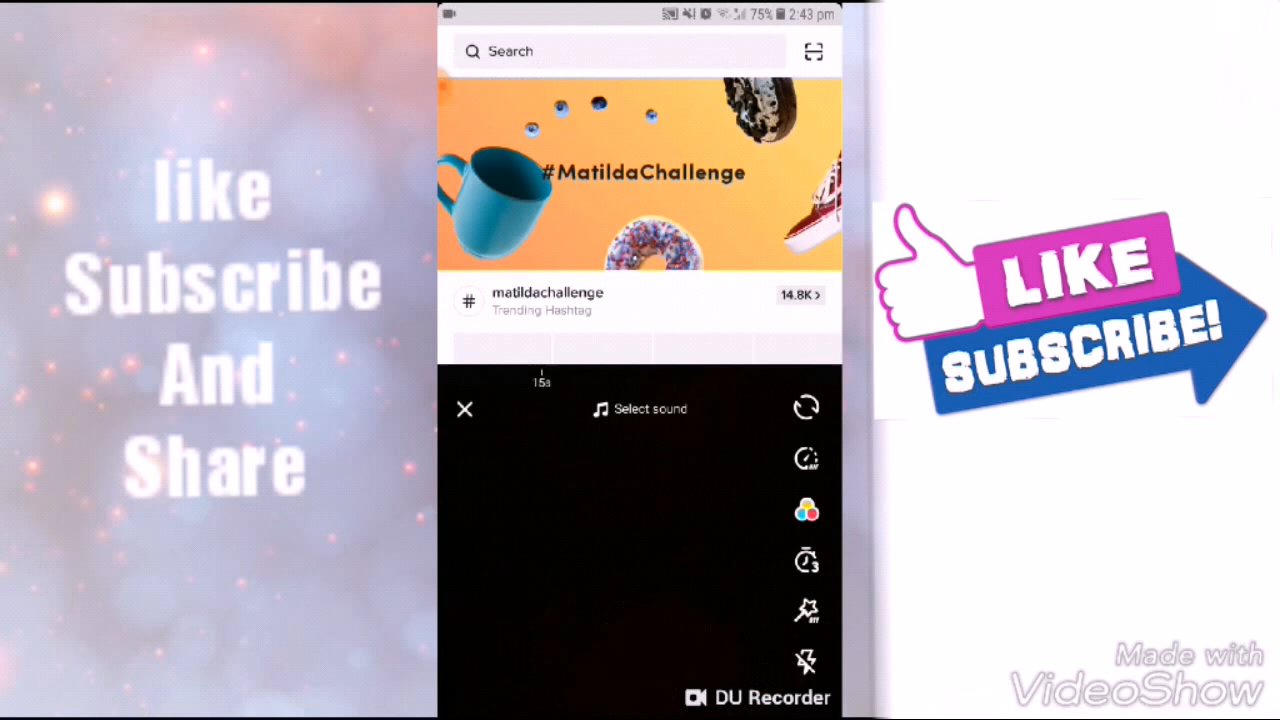 like
Subscribe
And
Share
75% 2:43 pm
Search
#MatildaChallenge
#
matildachallenge
14.8K >
Trending Hashtag
15s
Select sound
3
DU Recorder
LIKE
SUBSCRIBE!
Made with
VideoShow